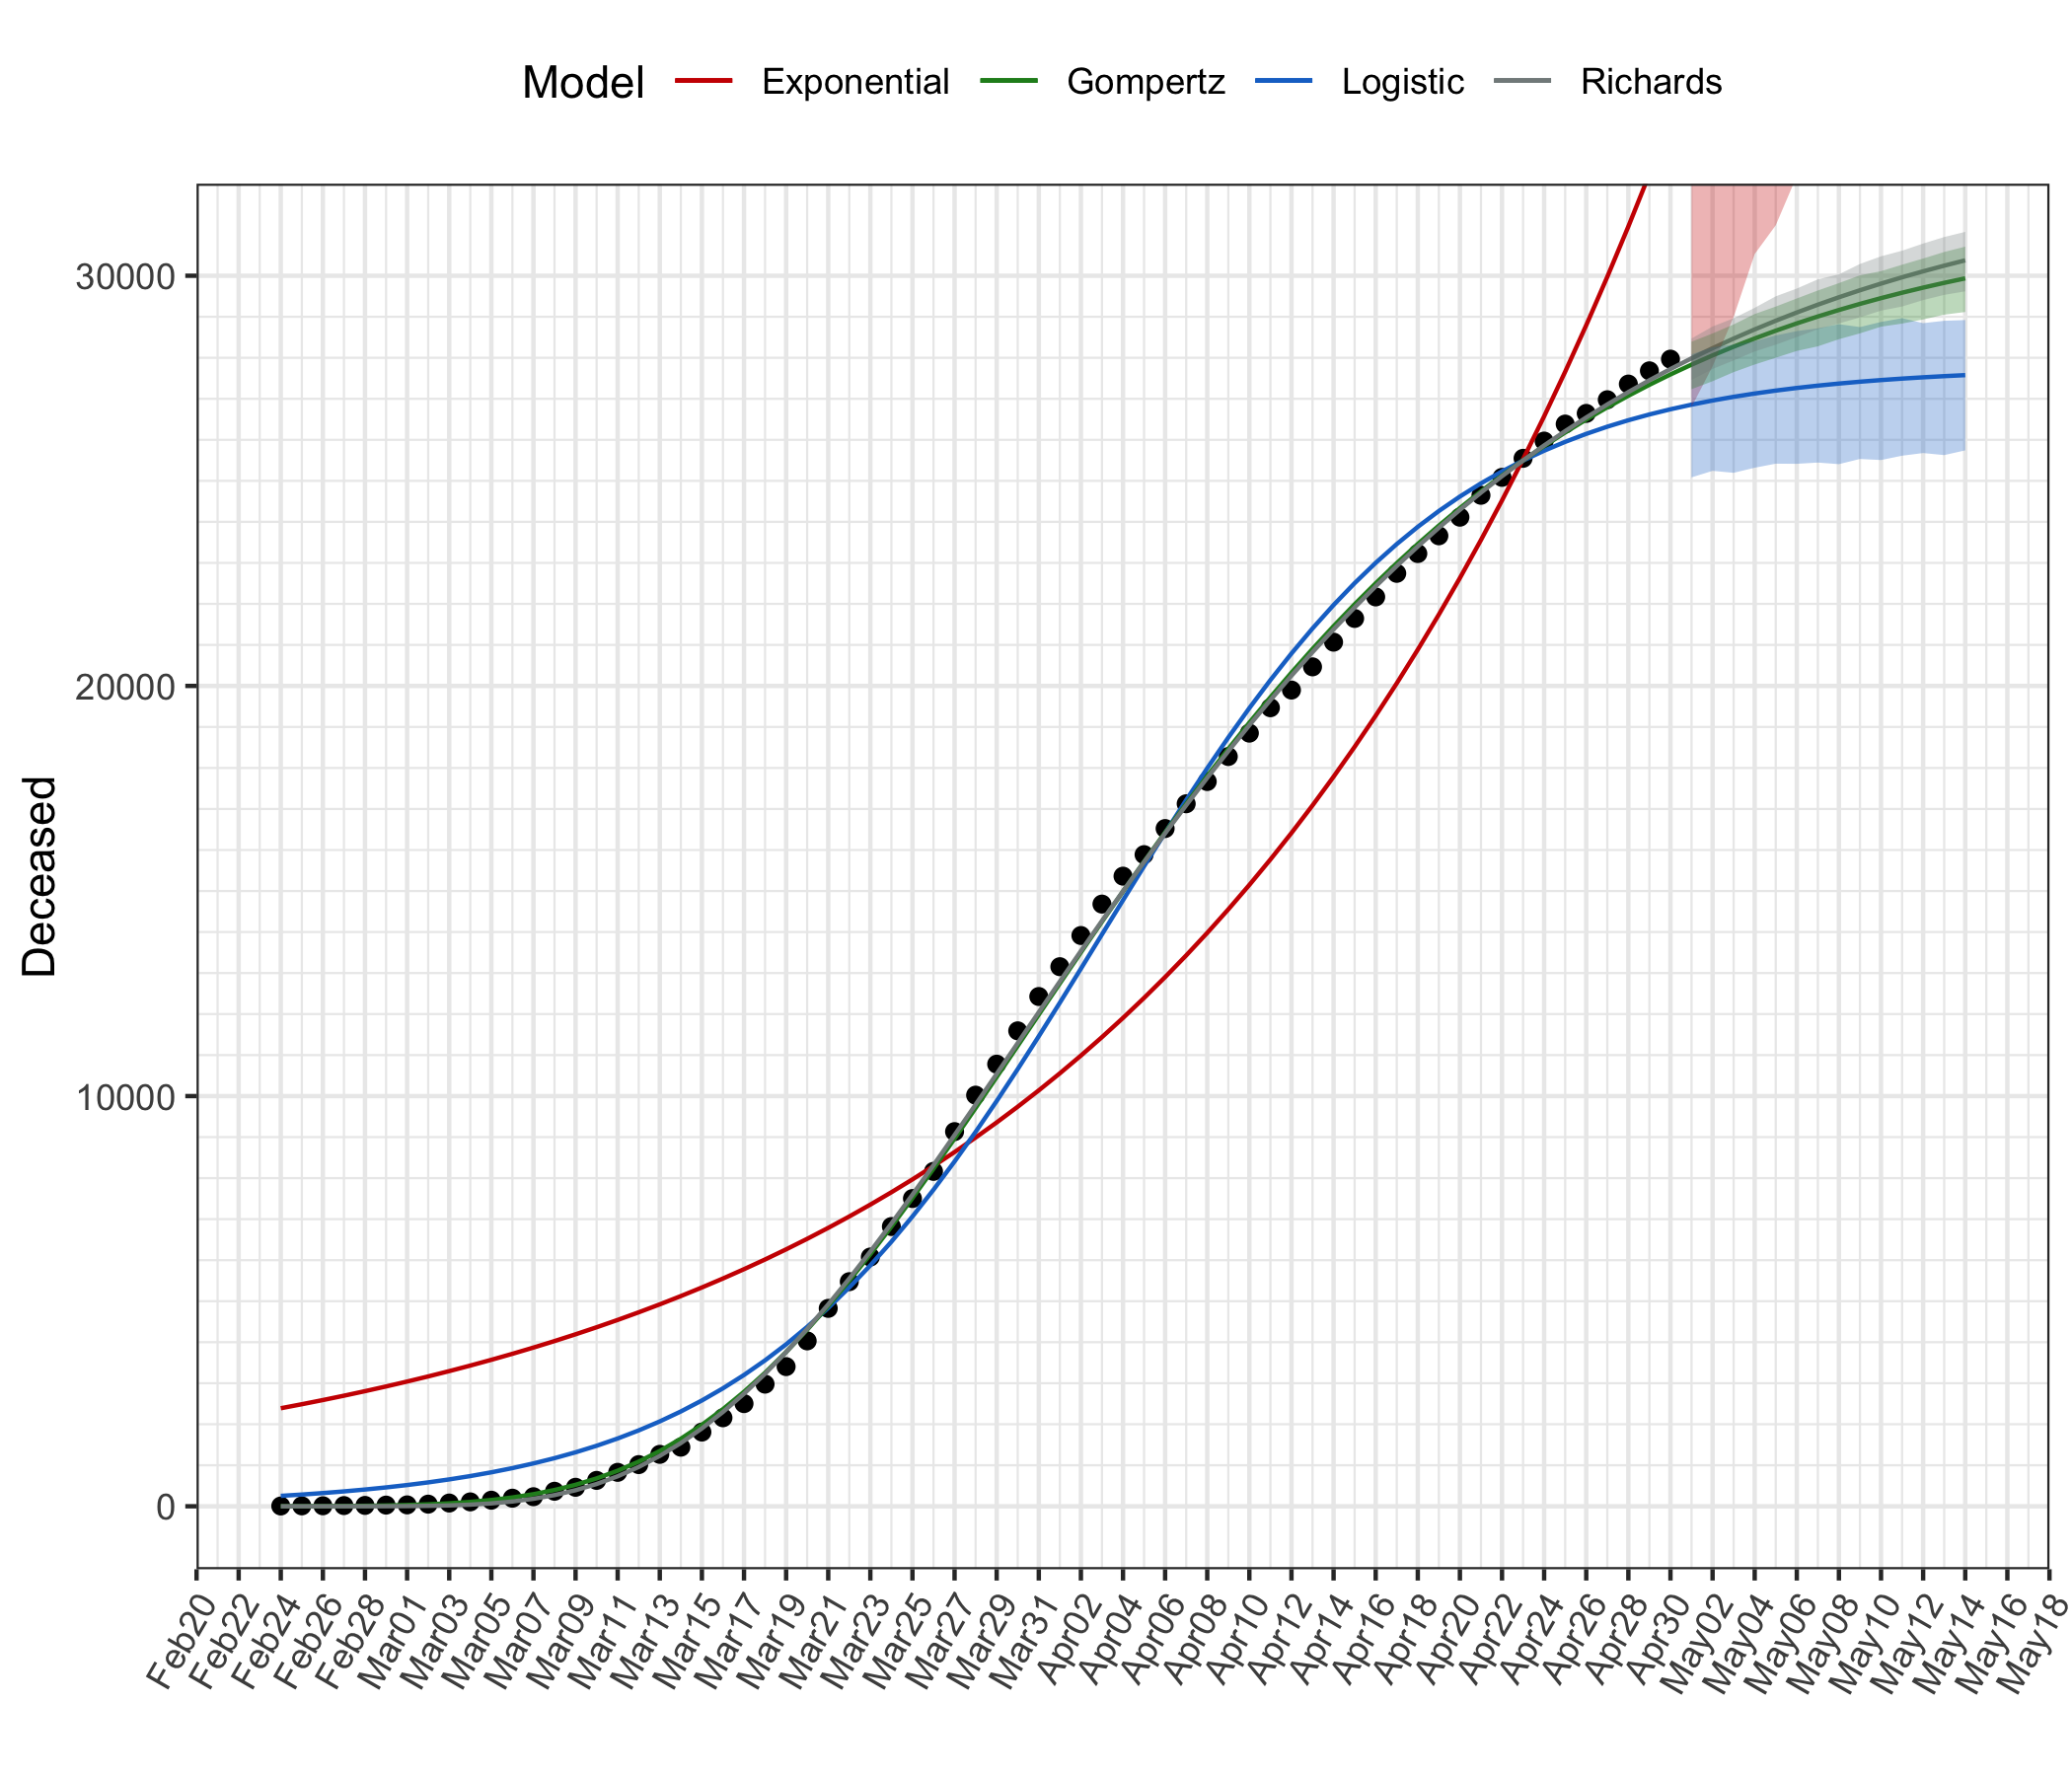 Model Exponential Gompertz Logistic Richards
Deceased
30000
20000
10000
0
Feb20 Feb22 Feb24 Feb26 Feb28 Mar01 Mar03 Mar05 Mar07 Mar09 Mar11 Mar13 Mar15 Mar17 Mar19 Mar21 Mar23 Mar25 Mar27 Mar29 Mar31 Apr02 Apr04 Apr06 Apr08 Apr10 Apr12 Apr14 Apr16 Apr18 Apr20 Apr22 Apr24 Apr26 Apr28 Apr30 May02 May04 May06 May08 May10 May12 May14 May16 May18